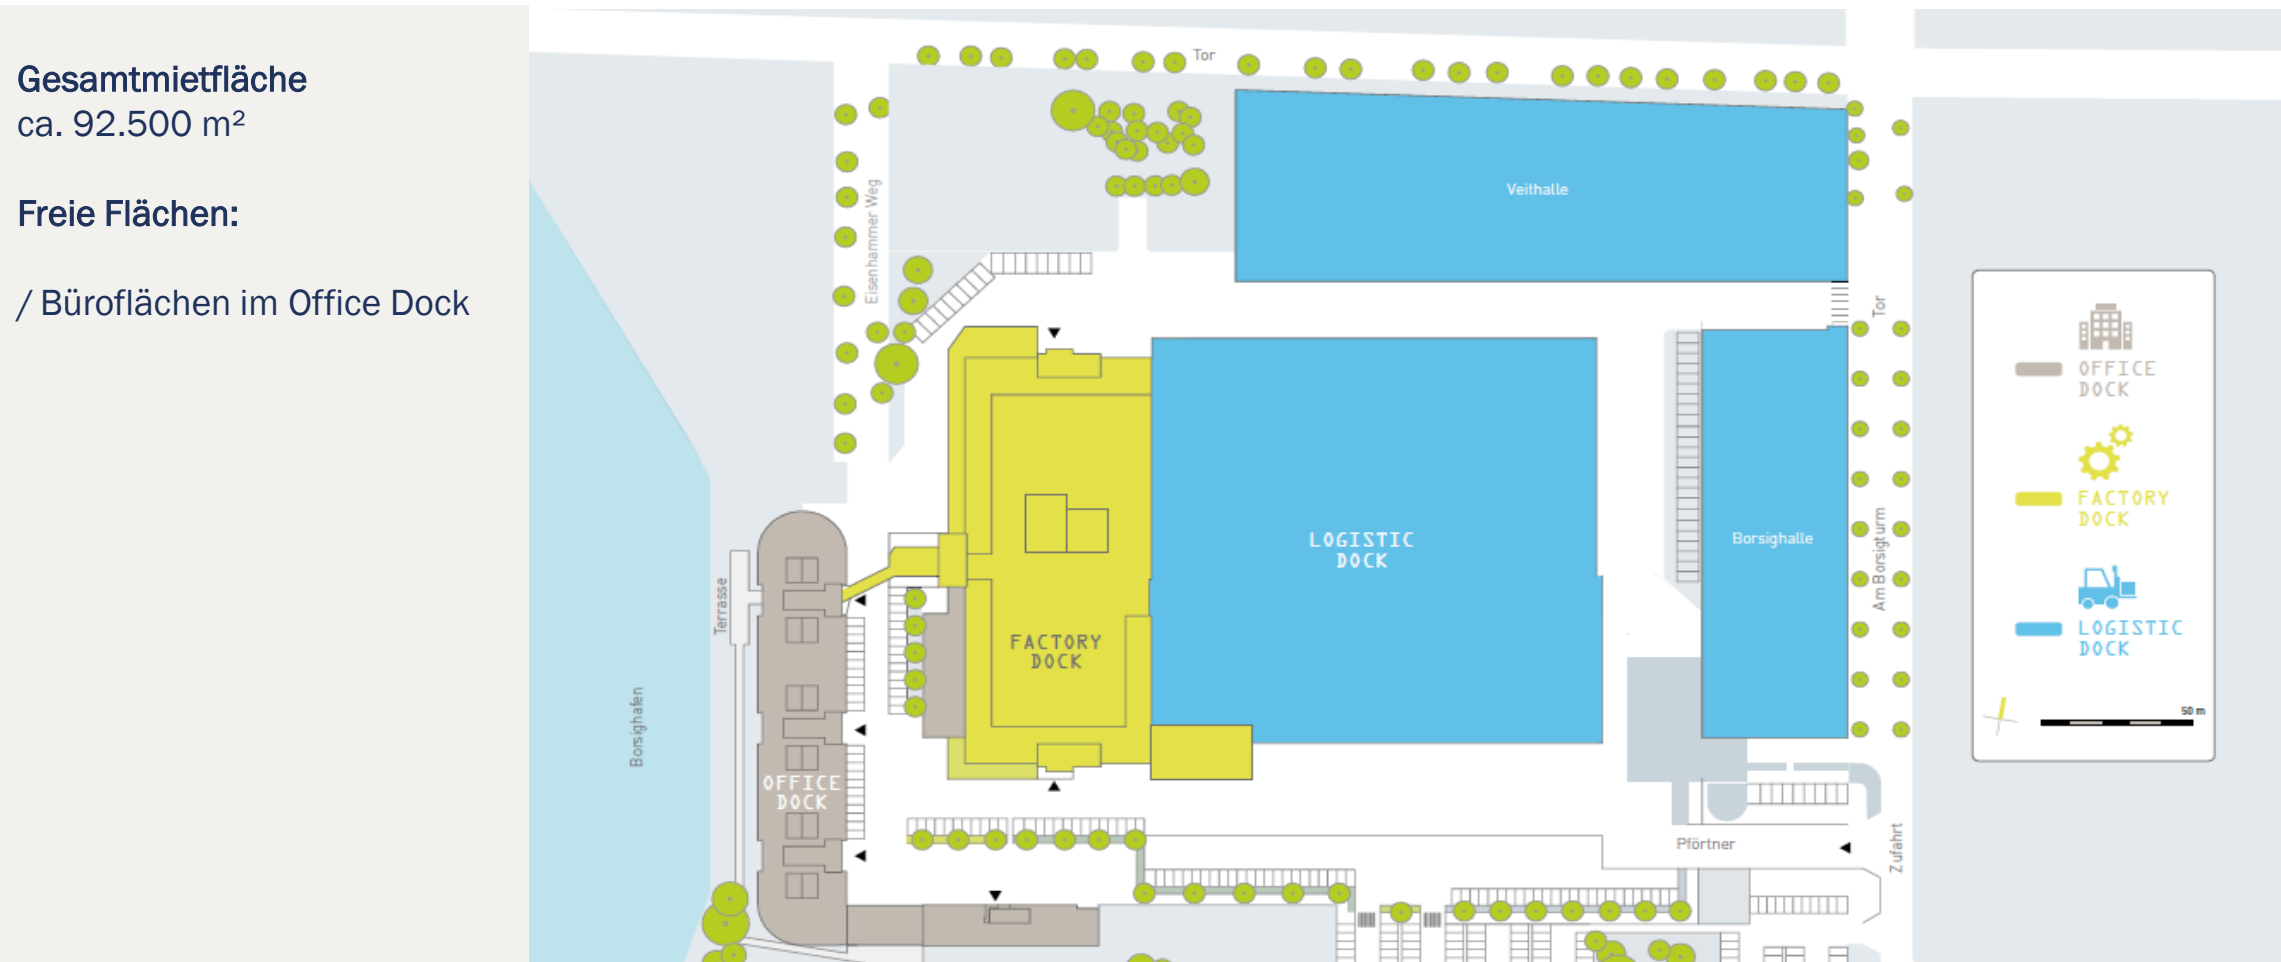 Gesamtmietfläche
ca. 92.500 m²
Freie Flächen:
/ Büroflächen im Office Dock
Tor
Veithalle
Eisenhammer Weg
Tor
LOGISTIC
DOCK
Borsighalle
Am Borsigturm
Terrasse
FACTORY
DOCK
Borsighafen
OFFICE
DOCK
Pförtner
Zufahrt
OFFICE
DOCK
FACTORY
DOCK
LOGISTIC
DOCK
50 m